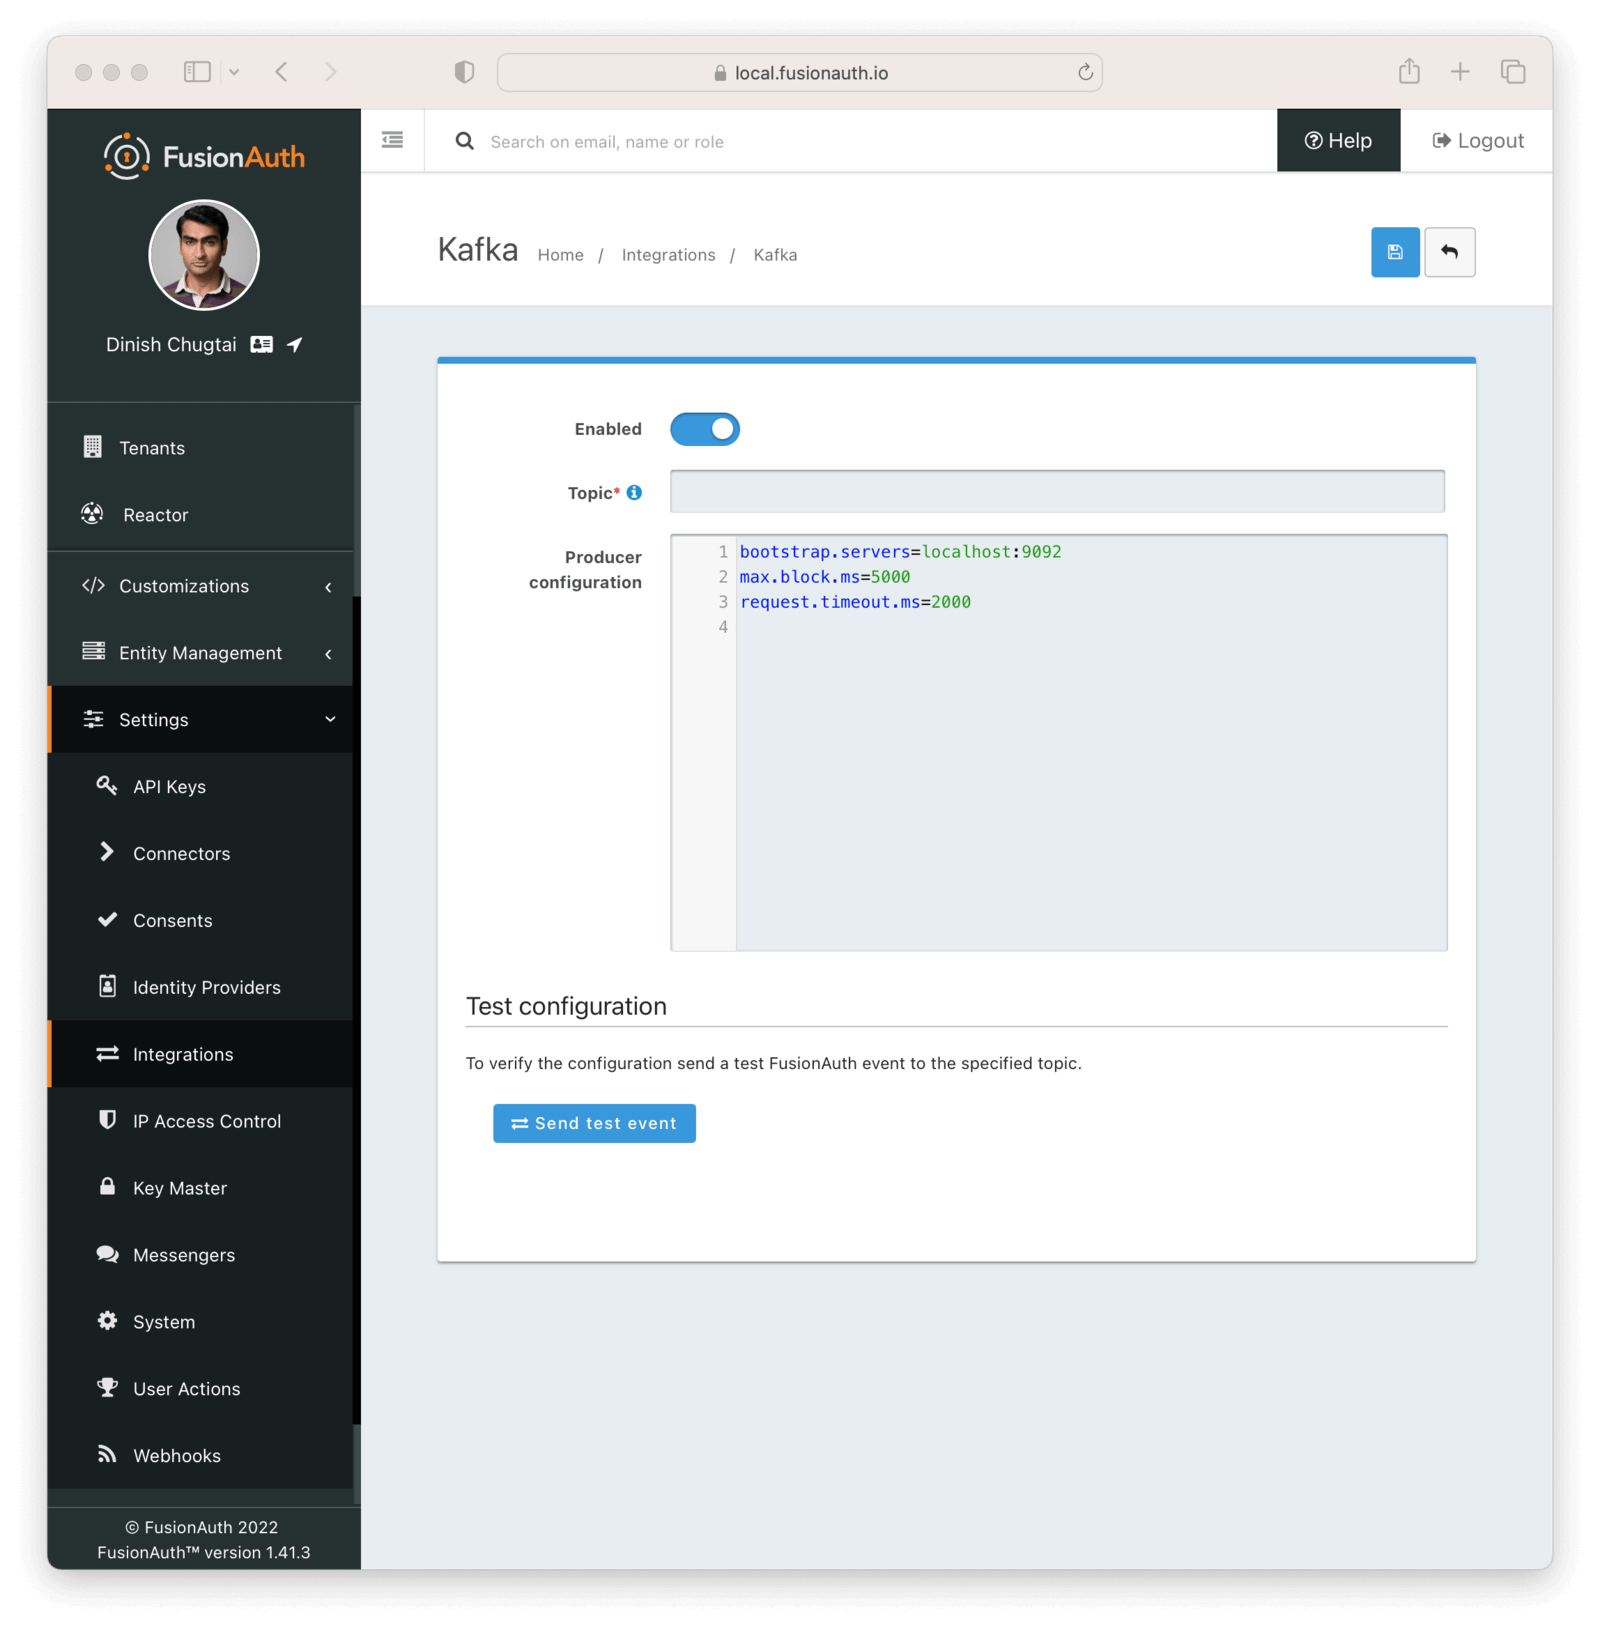 local.fusionauth.io
FusionAuth
Search on email, name or role
Help
Logout
Dinish Chugtai
Kafka
Home / Integrations / Kafka
Tenants
Reactor
Customizations
Entity Management
Settings
API Keys
Connectors
Consents
Identity Providers
Integrations
IP Access Control
Key Master
Messengers
System
User Actions
Webhooks
© FusionAuth 2022
FusionAuth™ version 1.41.3
Enabled
Topic*
Producer
configuration
1 bootstrap.servers=localhost:9092
2 max.block.ms=5000
3 request.timeout.ms=2000
4
Test configuration
To verify the configuration send a test FusionAuth event to the specified topic.
Send test event